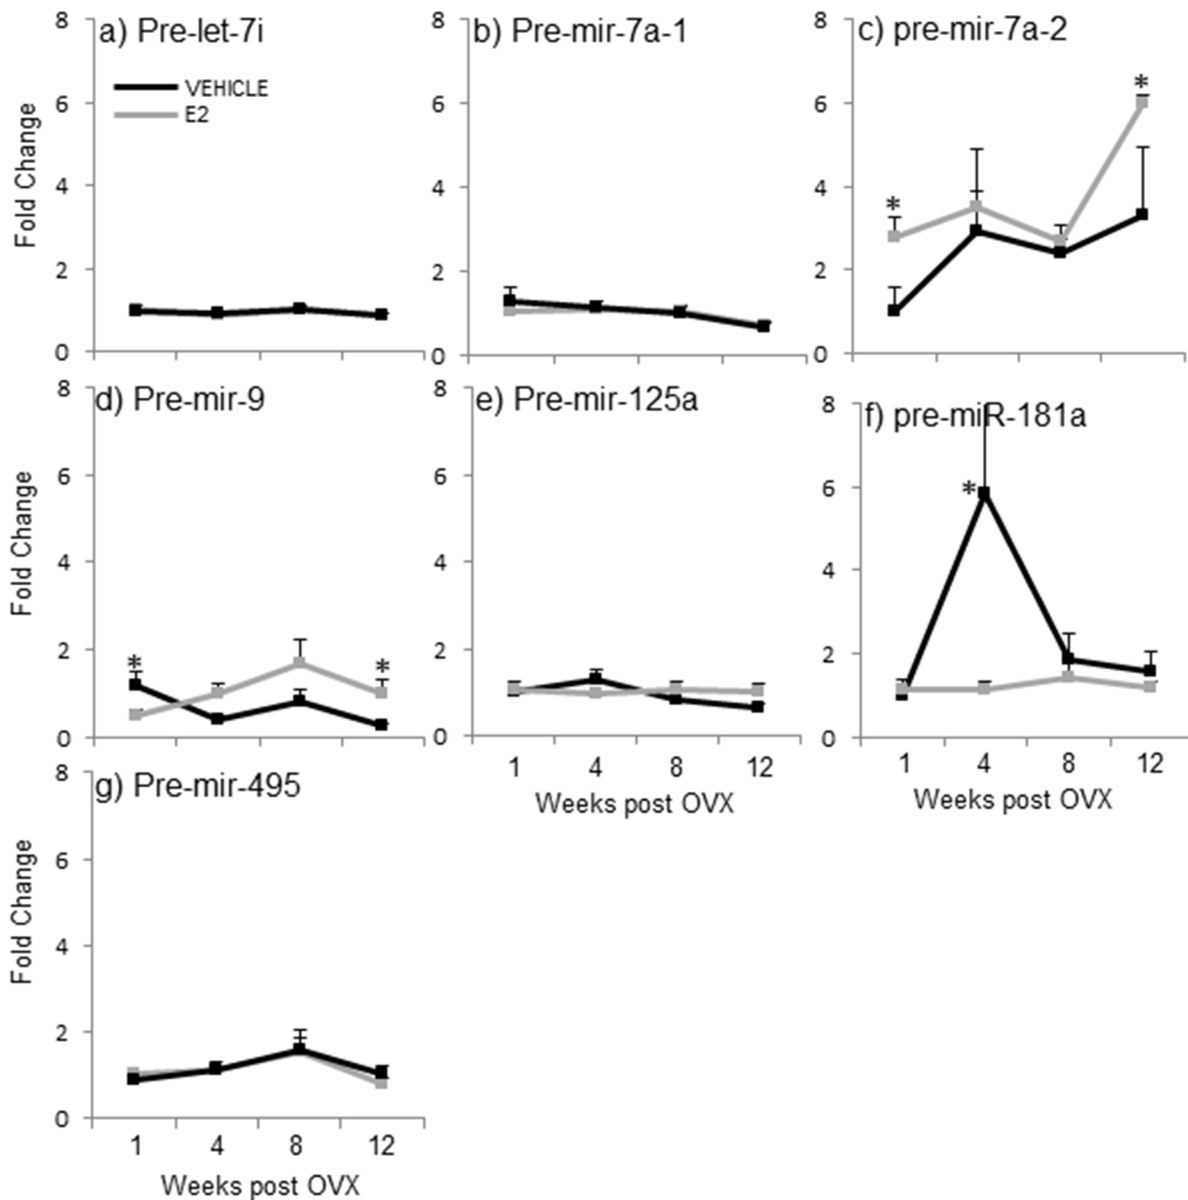 a) Pre-let-7i
VEHICLE
E2
Fold Change
8
6
4
2
0
b) Pre-mir-7a-1
8
6
4
2
0
c) pre-mir-7a-2
8
6
4
2
0
*
*
d) Pre-mir-9
Fold Change
8
6
4
2
0
*
*
e) Pre-mir-125a
8
6
4
2
0
1 4 8 12
Weeks post OVX
f) pre-miR-181a
8
6
4
2
0
*
1 4 8 12
Weeks post OVX
g) Pre-mir-495
Fold Change
8
6
4
2
0
1 4 8 12
Weeks post OVX